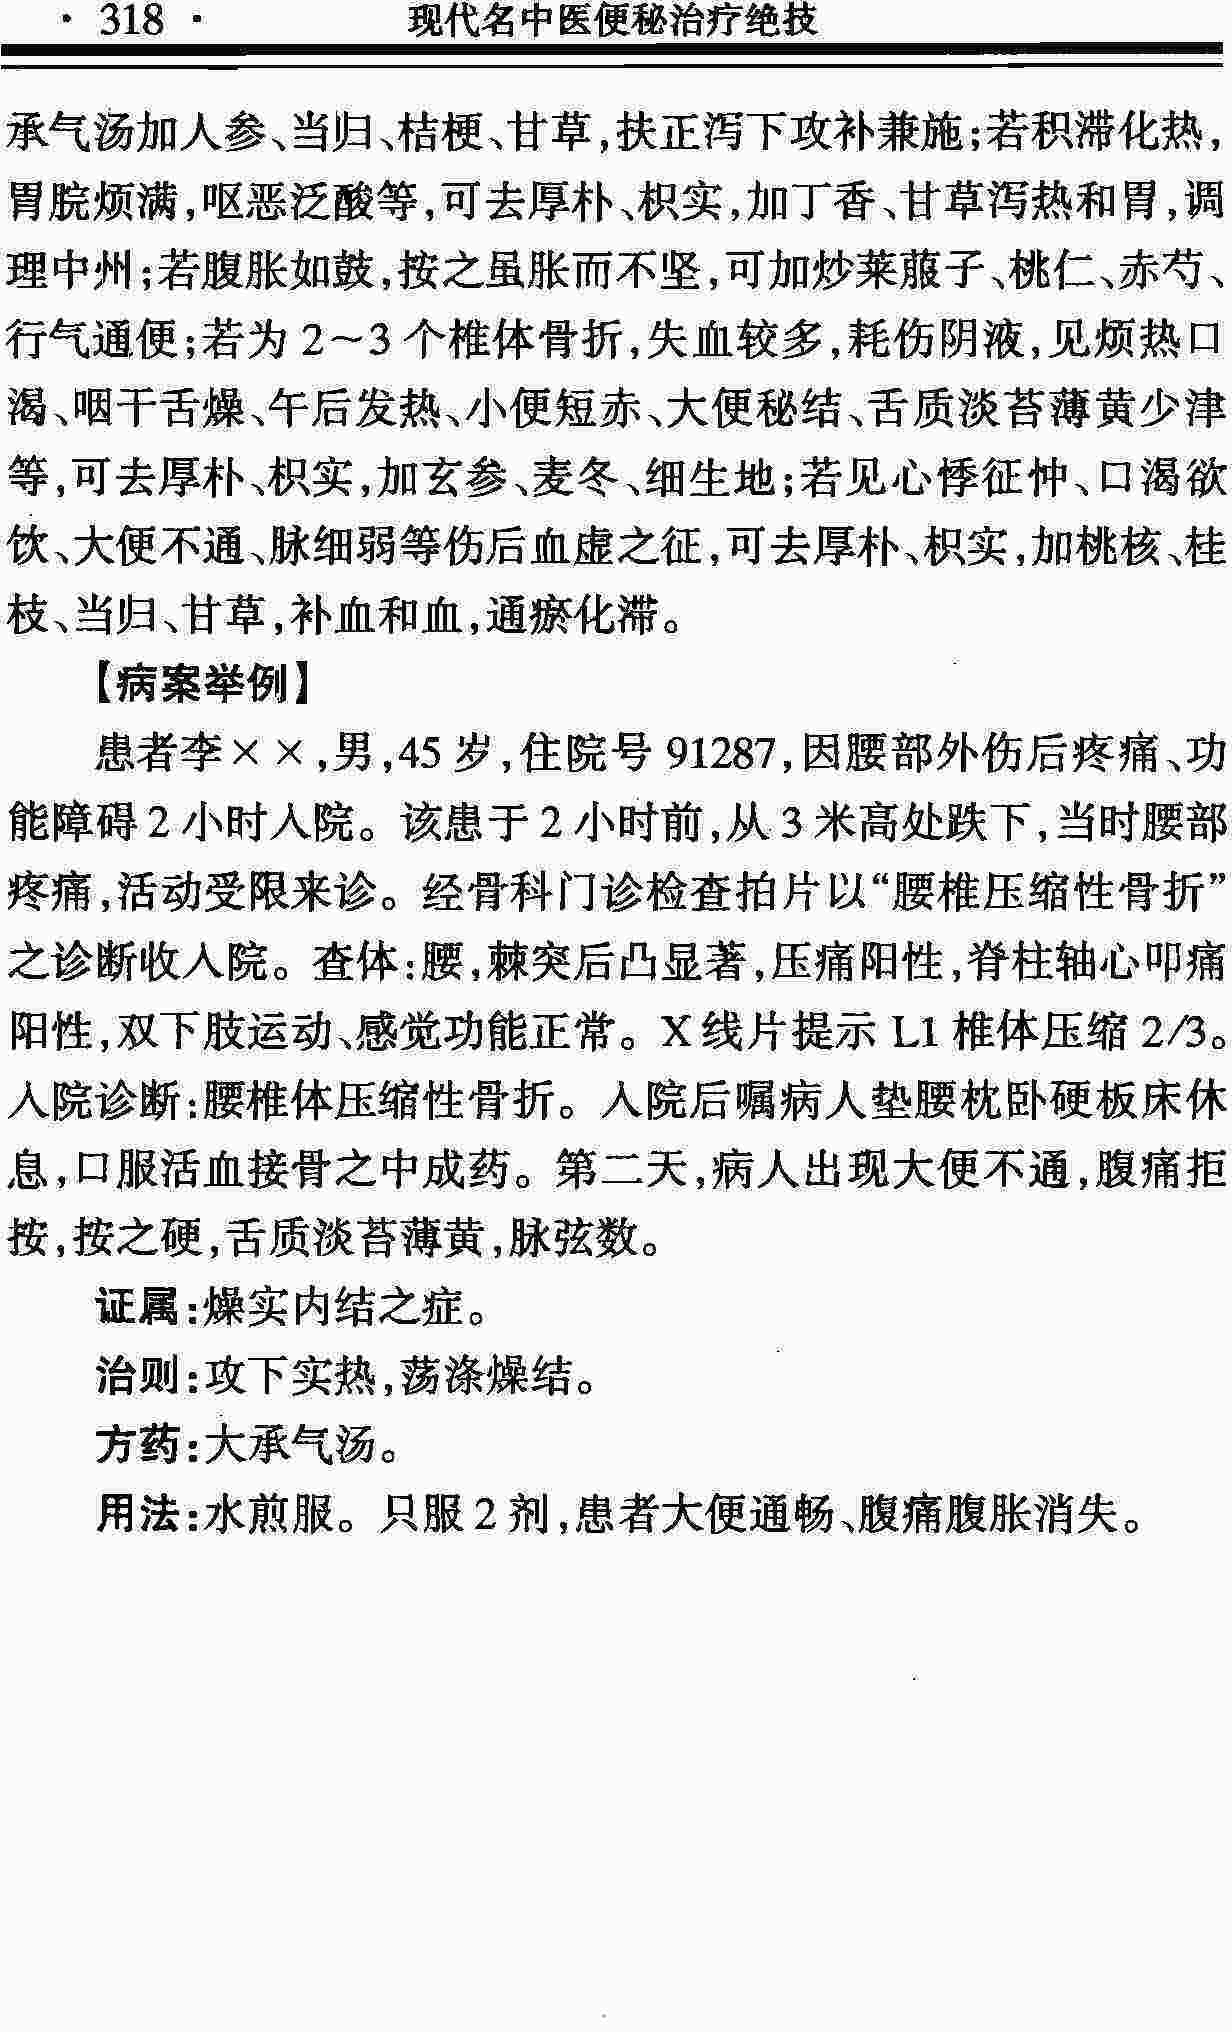 · 318 · 现代名中医便秘治疗绝技
承气汤加人参、当归、桔梗、甘草,扶正泻下攻补兼施;若积滞化热,
胃脘烦满,呕恶泛酸等,可去厚朴、枳实,加丁香、甘草泻热和胃,调
理中州;若腹胀如鼓,按之虽胀而不坚,可加炒莱菔子、桃仁、赤芍、
行气通便;若为 2~3 个椎体骨折,失血较多,耗伤阴液,见烦热口
渴、咽干舌燥、午后发热、小便短赤、大便秘结、舌质淡苔薄黄少津
等,可去厚朴、枳实,加玄参、麦冬、细生地;若见心悸征忡、口渴欲
饮、大便不通、脉细弱等伤后血虚之征,可去厚朴、枳实,加桃核、桂
枝、当归、甘草,补血和血,通瘀化滞。
【病案举例】
患者李××,男,45 岁,住院号 91287,因腰部外伤后疼痛、功
能障碍 2 小时入院。该患于 2 小时前,从 3 米高处跌下,当时腰部
疼痛,活动受限来诊。经骨科门诊检查拍片以“腰椎压缩性骨折”
之诊断收入院。查体:腰,棘突后凸显著,压痛阳性,脊柱轴心叩痛
阳性,双下肢运动、感觉功能正常。X 线片提示 L1 椎体压缩 2/3。
入院诊断:腰椎体压缩性骨折。入院后嘱病人垫腰枕卧硬板床休
息,口服活血接骨之中成药。第二天,病人出现大便不通,腹痛拒
按,按之硬,舌质淡苔薄黄,脉弦数。
证属:燥实内结之症。
治则:攻下实热,荡涤燥结。
方药:大承气汤。
用法:水煎服。只服 2 剂,患者大便通畅、腹痛腹胀消失。